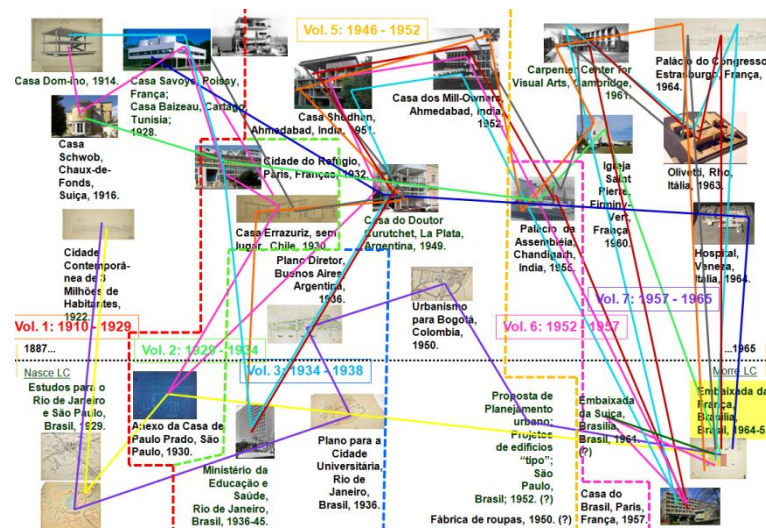 Vol. 5: 1946 - 1952
Casa Dom-Ino, 1914.
Casa Savoye, Poissy,
França;
Casa Baizeau, Cartago,
Tunisia;
1928.
Casa Shodhan,
Ahmedabad, India, 1951.
Casa dos Mill-Owners,
Ahmedabad, India,
1952.
Carpenter Center for
Visual Arts, Cambridge,
1961.
Palácio do Congresso
Estrasburgo, França,
1964.
Casa
Schwob,
Chaux-de-
Fonds,
Suiça, 1916.
Cidade do Refúgio,
Paris, França, 1932.
Igreja
Saint
Pierre,
Firminy-
Vert,
França,
1960.
Olivetti, Rho,
Itália, 1963.
Casa Errazuriz, sem
lugar, Chile, 1930.
Casa do Doutor
Curutchet, La Plata,
Argentina, 1949.
Palácio da
Assembléia,
Chandigarh,
India, 1955.
Hospital,
Veneza,
Itália, 1964.
Cidade
Contemporâ-
nea de 3
Milhões de
Habitantes,
1922
Plano Diretor,
Buenos Aires,
Argentina,
1936.
Urbanismo
para Bogotá,
Colombia,
1950.
Vol. 1: 1910 - 1929
Vol. 2: 1929 - 1934
Vol. 3: 1934 - 1938
Vol. 6: 1952 - 1957
Vol. 7: 1957 - 1965
1887...
...1965
Nasce LC
Morre LC
Estudos para o
Rio de Janeiro
e São Paulo,
Brasil, 1929.
Anexo da Casa de
Paulo Prado, São
Paulo, 1930.
Ministério da
Educação e
Saúde,
Rio de Janeiro,
Brasil, 1936-45.
Plano para a
Cidade
Universitária,
Rio de
Janeiro,
Brasil, 1936.
Proposta de
Planejamento
urbano;
Projetos
de edifícios
"tipo";
São
Paulo,
Brasil; 1952. (?)
Fábrica de roupas, 1950. (?)
Embaixada
da Suiça,
Brasilia,
Brasil, 1961.
(?)
Embaixada da
França,
Brasília,
Brasil, 1964-5
Casa do
Brasil, Paris,
França, 1957